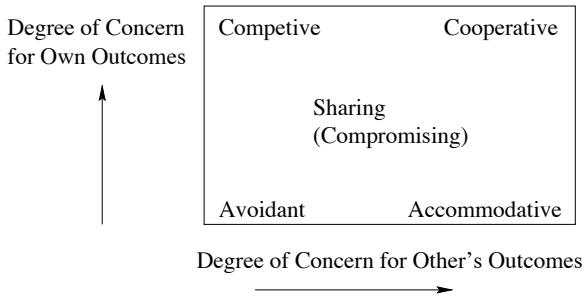 Degree of Concern
for Own Outcomes
Competive
Cooperative
Sharing
(Compromising)
Avoidant
Accommodative
Degree of Concern for Other's Outcomes